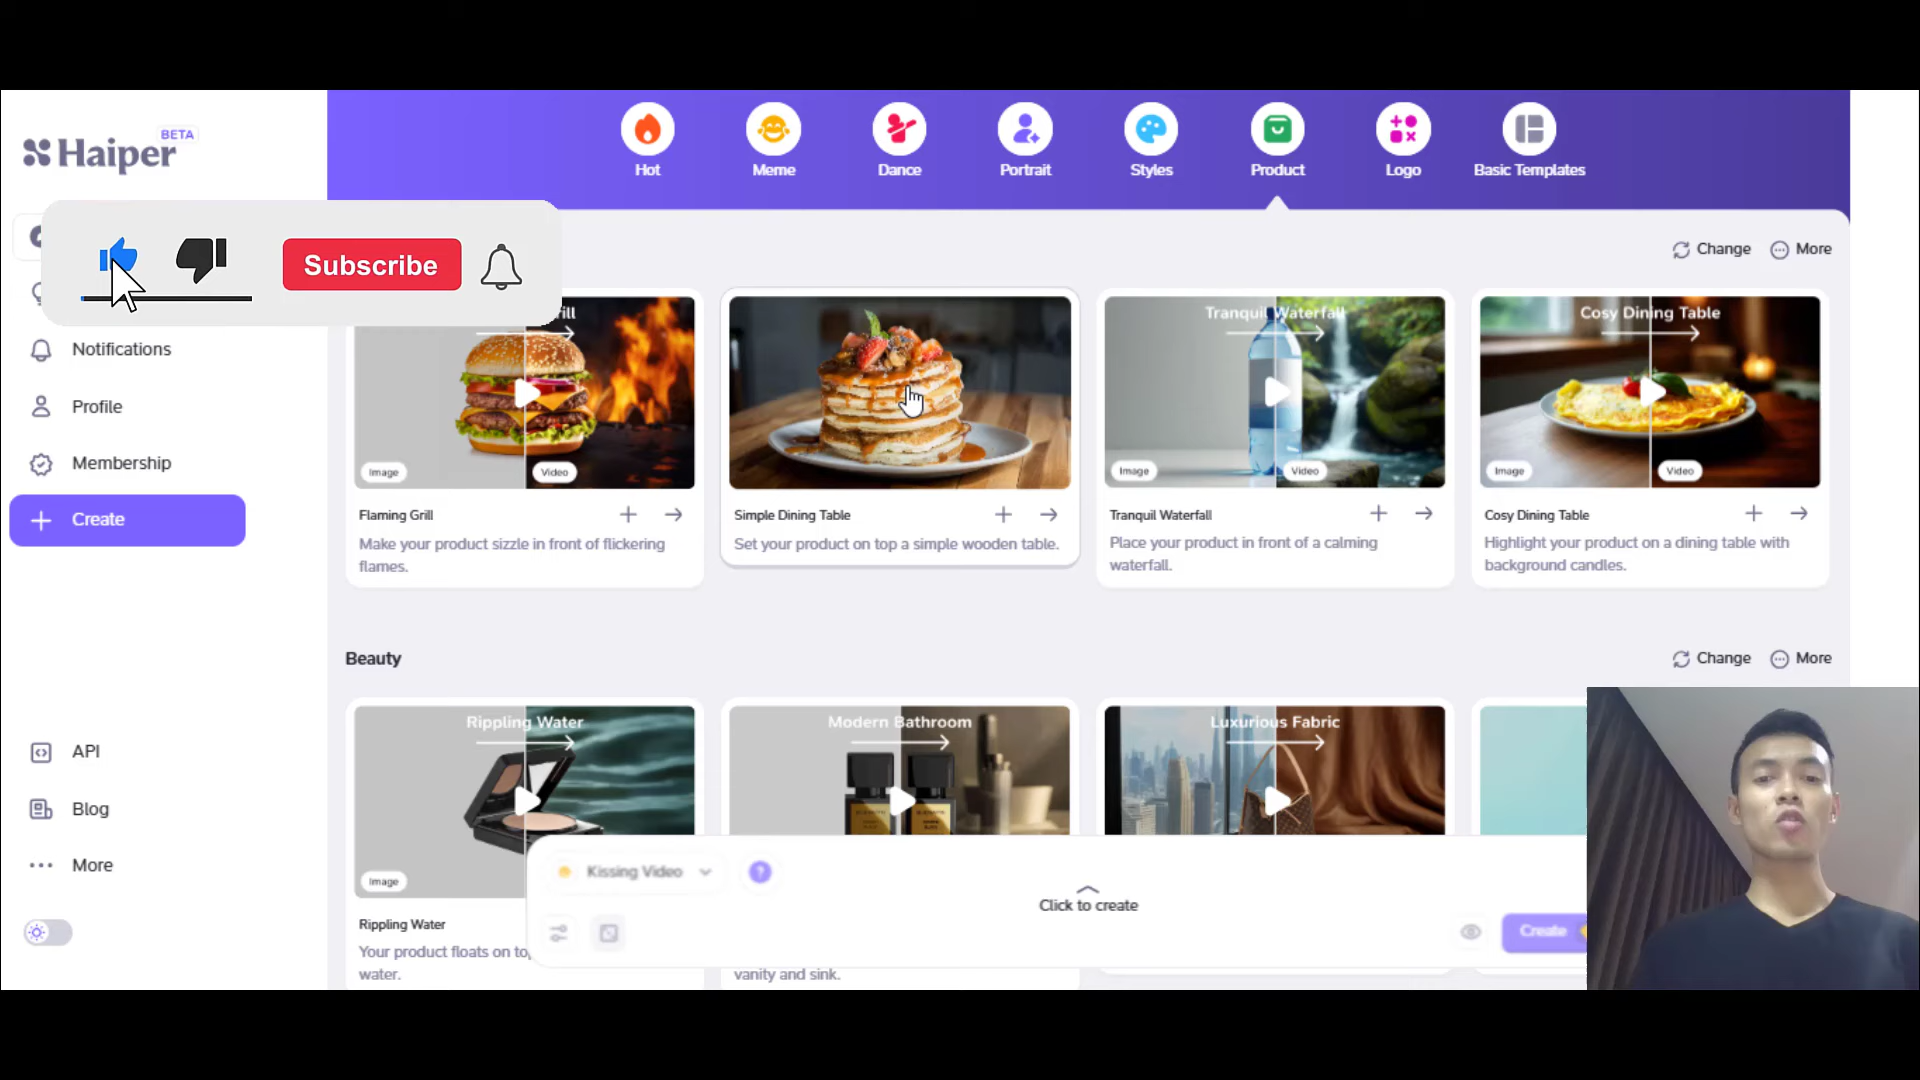 Haiper BETA
Hot
Meme
Dance
Portrait
Styles
Product
Logo
Basic Templates
Subscribe
Notifications
Profile
Membership
Create
API
Blog
More
Change More
Image
Video
Flaming Grill
Make your product sizzle in front of flickering
flames.
Simple Dining Table
Set your product on top a simple wooden table.
Tranquil Waterfall
Image
Video
Tranquil Waterfall
Place your product in front of a calming
waterfall.
Cosy Dining Table
Image
Video
Cosy Dining Table
Highlight your product on a dining table with
background candles.
Beauty
Change More
Rippling Water
Image
Rippling Water
Your product floats on top
water.
Modern Bathroom
vanity and sink.
Luxurious Fabric
Kissing Video
?
Click to create
Create